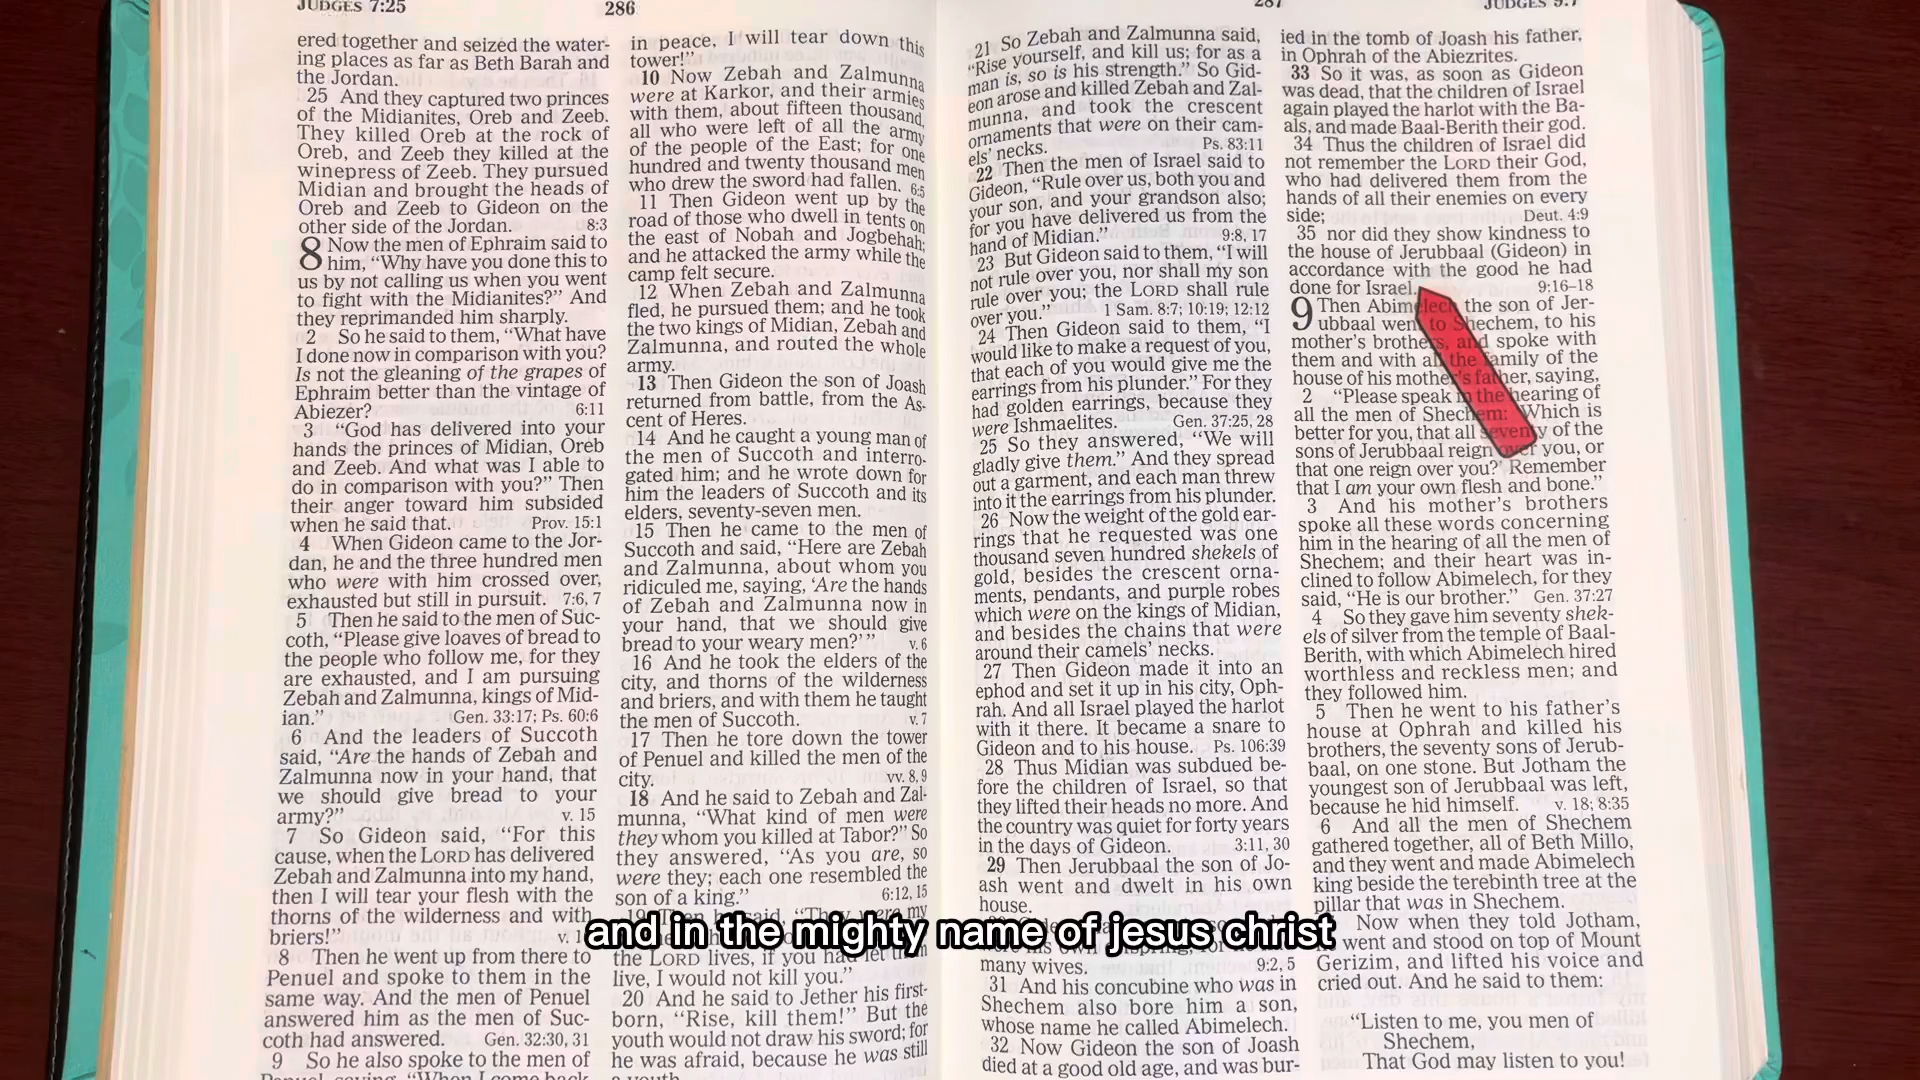 JUDGES 7:25
286
ered together and seized the water-
ing places as far as Beth Barah and
the Jordan.
25 And they captured two princes
of the Midianites, Oreb and Zeeb.
They killed Oreb at the rock of
Oreb, and Zeeb they killed at the
winepress of Zeeb. They pursued
Midian and brought the heads of
Oreb and Zeeb to Gideon on the
other side of the Jordan. 8:3
8 Now the men of Ephraim said to
him, “Why have you done this to
us by not calling us when you went
to fight with the Midianites?” And
they reprimanded him sharply.
2 So he said to them, “What have
I done now in comparison with you?
Is not the gleaning of the grapes of
Ephraim better than the vintage of
Abiezer? 6:11
3 “God has delivered into your
hands the princes of Midian, Oreb
and Zeeb. And what was I able to
do in comparison with you?” Then
their anger toward him subsided
when he said that. Prov. 15:1
4 When Gideon came to the Jor-
dan, he and the three hundred men
who were with him crossed over,
exhausted but still in pursuit. 7:6, 7
5 Then he said to the men of Suc-
coth, “Please give loaves of bread to
the people who follow me, for they
are exhausted, and I am pursuing
Zebah and Zalmunna, kings of Mid-
ian.” Gen. 33:17; Ps. 60:6
6 And the leaders of Succoth
said, “Are the hands of Zebah and
Zalmunna now in your hand, that
we should give bread to your
army?” v. 15
7 So Gideon said, “For this
cause, when the LORD has delivered
Zebah and Zalmunna into my hand,
then I will tear your flesh with the
thorns of the wilderness and with
briers!”
8 Then he went up from there to
Penuel and spoke to them in the
same way. And the men of Penuel
answered him as the men of Suc-
coth had answered. Gen. 32:30, 31
9 So he also spoke to the men of
in peace, I will tear down this
tower!”
10 Now Zebah and Zalmunna
were at Karkor, and their armies
with them, about fifteen thousand,
all who were left of all the army
of the people of the East; for one
hundred and twenty thousand men
who drew the sword had fallen. 6:5
11 Then Gideon went up by the
road of those who dwell in tents on
the east of Nobah and Jogbehah;
and he attacked the army while the
camp felt secure.
12 When Zebah and Zalmunna
fled, he pursued them; and he took
the two kings of Midian, Zebah and
Zalmunna, and routed the whole
army.
13 Then Gideon the son of Joash
returned from battle, from the As-
cent of Heres.
14 And he caught a young man of
the men of Succoth and interro-
gated him; and he wrote down for
him the leaders of Succoth and its
elders, seventy-seven men.
15 Then he came to the men of
Succoth and said, “Here are Zebah
and Zalmunna, about whom you
ridiculed me, saying, ‘Are the hands
of Zebah and Zalmunna now in
your hand, that we should give
bread to your weary men?’” v. 6
16 And he took the elders of the
city, and thorns of the wilderness
and briers, and with them he taught
the men of Succoth. v. 7
17 Then he tore down the tower
of Penuel and killed the men of the
city. vv. 8, 9
18 And he said to Zebah and Zal-
munna, “What kind of men were
they whom you killed at Tabor?” So
they answered, “As you are, so
were they; each one resembled the
son of a king.” 6:12, 15
19 Then he said, “They were my
the LORD lives, if you had let them
live, I would not kill you.”
20 And he said to Jether his first-
born, “Rise, kill them!” But the
youth would not draw his sword; for
he was afraid, because he was still
a youth.
287
JUDGES 9:7
21 So Zebah and Zalmunna said,
“Rise yourself, and kill us; for as a
man is, so is his strength.” So Gid-
eon arose and killed Zebah and Zal-
munna, and took the crescent
ornaments that were on their cam-
els’ necks. Ps. 83:11
22 Then the men of Israel said to
Gideon, “Rule over us, both you and
your son, and your grandson also;
for you have delivered us from the
hand of Midian.” 9:8, 17
23 But Gideon said to them, “I will
not rule over you, nor shall my son
rule over you; the LORD shall rule
over you.” 1 Sam. 8:7; 10:19; 12:12
24 Then Gideon said to them, “I
would like to make a request of you,
that each of you would give me the
earrings from his plunder.” For they
had golden earrings, because they
were Ishmaelites. Gen. 37:25, 28
25 So they answered, “We will
gladly give them.” And they spread
out a garment, and each man threw
into it the earrings from his plunder.
26 Now the weight of the gold ear-
rings that he requested was one
thousand seven hundred shekels of
gold, besides the crescent orna-
ments, pendants, and purple robes
which were on the kings of Midian,
and besides the chains that were
around their camels’ necks.
27 Then Gideon made it into an
ephod and set it up in his city, Oph-
rah. And all Israel played the harlot
with it there. It became a snare to
Gideon and to his house. Ps. 106:39
28 Thus Midian was subdued be-
fore the children of Israel, so that
they lifted their heads no more. And
the country was quiet for forty years
in the days of Gideon. 3:11, 30
29 Then Jerubbaal the son of Jo-
ash went and dwelt in his own
house.
many wives. 9:2, 5
31 And his concubine who was in
Shechem also bore him a son,
whose name he called Abimelech.
32 Now Gideon the son of Joash
died at a good old age, and was bur-
ied in the tomb of Joash his father,
in Ophrah of the Abiezrites.
33 So it was, as soon as Gideon
was dead, that the children of Israel
again played the harlot with the Ba-
als, and made Baal-Berith their god.
34 Thus the children of Israel did
not remember the LORD their God,
who had delivered them from the
hands of all their enemies on every
side; Deut. 4:9
35 nor did they show kindness to
the house of Jerubbaal (Gideon) in
accordance with the good he had
done for Israel. 9:16–18
9 Then Abimelech the son of Jer-
ubbaal went to Shechem, to his
mother’s brothers, and spoke with
them and with all the family of the
house of his mother’s father, saying,
2 “Please speak in the hearing of
all the men of Shechem: ‘Which is
better for you, that all seventy of the
sons of Jerubbaal reign over you, or
that one reign over you?’ Remember
that I am your own flesh and bone.”
3 And his mother’s brothers
spoke all these words concerning
him in the hearing of all the men of
Shechem; and their heart was in-
clined to follow Abimelech, for they
said, “He is our brother.” Gen. 37:27
4 So they gave him seventy shek-
els of silver from the temple of Baal-
Berith, with which Abimelech hired
worthless and reckless men; and
they followed him.
5 Then he went to his father’s
house at Ophrah and killed his
brothers, the seventy sons of Jerub-
baal, on one stone. But Jotham the
youngest son of Jerubbaal was left,
because he hid himself. v. 18; 8:35
6 And all the men of Shechem
gathered together, all of Beth Millo,
and they went and made Abimelech
king beside the terebinth tree at the
pillar that was in Shechem.
Now when they told Jotham,
went and stood on top of Mount
Gerizim, and lifted his voice and
cried out. And he said to them:
“Listen to me, you men of
Shechem,
That God may listen to you!
and in the mighty name of jesus christ